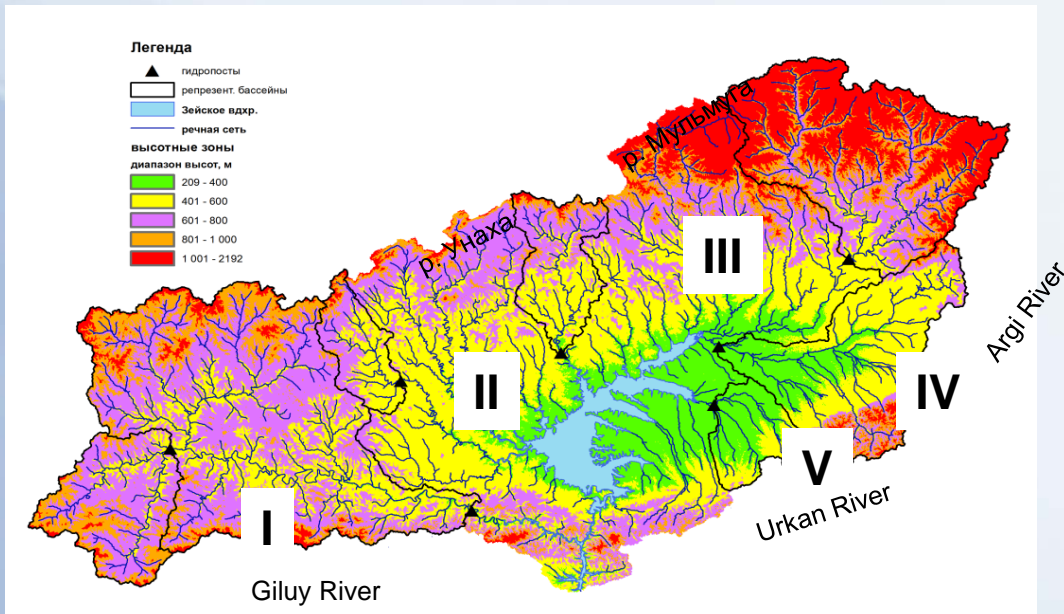 Легенда
гидропосты
репрезент. бассейны
Зейское вдхр.
речная сеть
высотные зоны
диапазон высот, м
209 - 400
401 - 600
601 - 800
801 - 1 000
1 001 - 2192
р. Мульмуга
р. Унаха
III
Argi River
II
IV
V
I
Urkan River
Giluy River